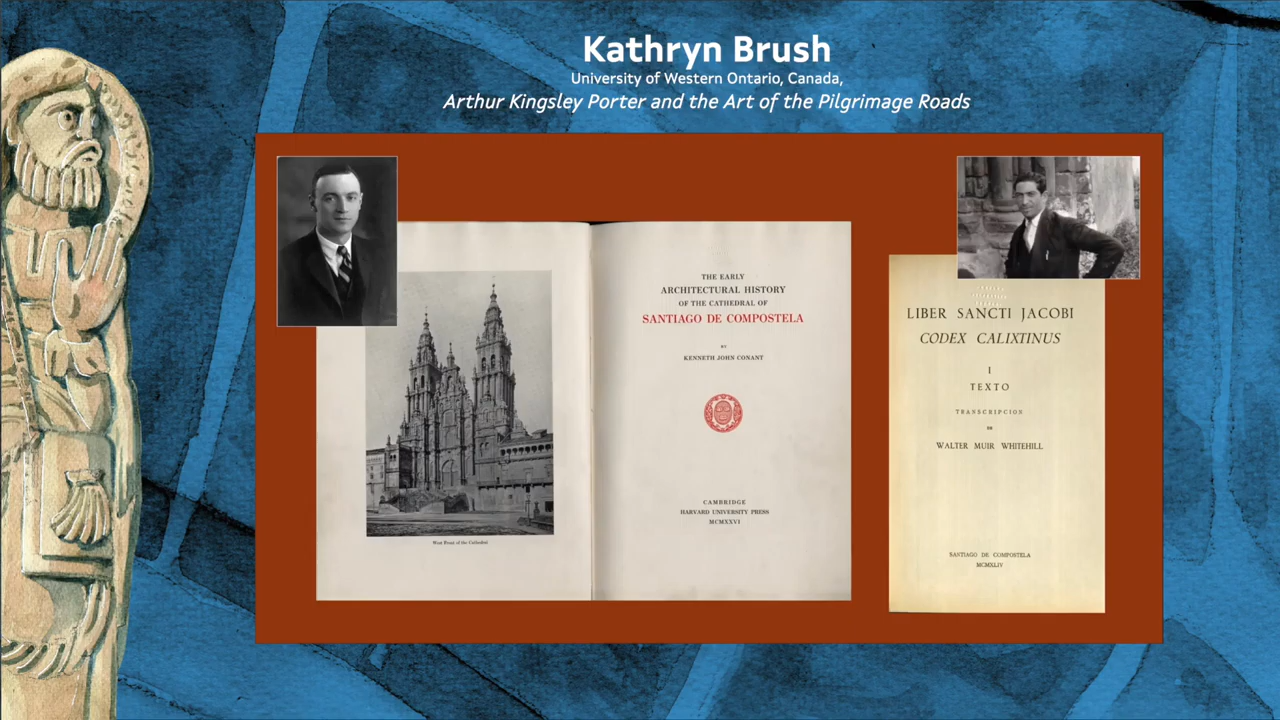 Kathryn Brush
University of Western Ontario, Canada,
Arthur Kingsley Porter and the Art of the Pilgrimage Roads
West Front of the Cathedral
THE EARLY
ARCHITECTURAL HISTORY
OF THE CATHEDRAL OF
SANTIAGO DE COMPOSTELA
BY
KENNETH JOHN CONANT
CAMBRIDGE
HARVARD UNIVERSITY PRESS
MCMXXVI
LIBER SANCTI JACOBI
CODEX CALIXTINUS
I
TEXTO
TRANSCRIPCION
DE
WALTER MUIR WHITEHILL
SANTIAGO DE COMPOSTELA
MCMXLIV